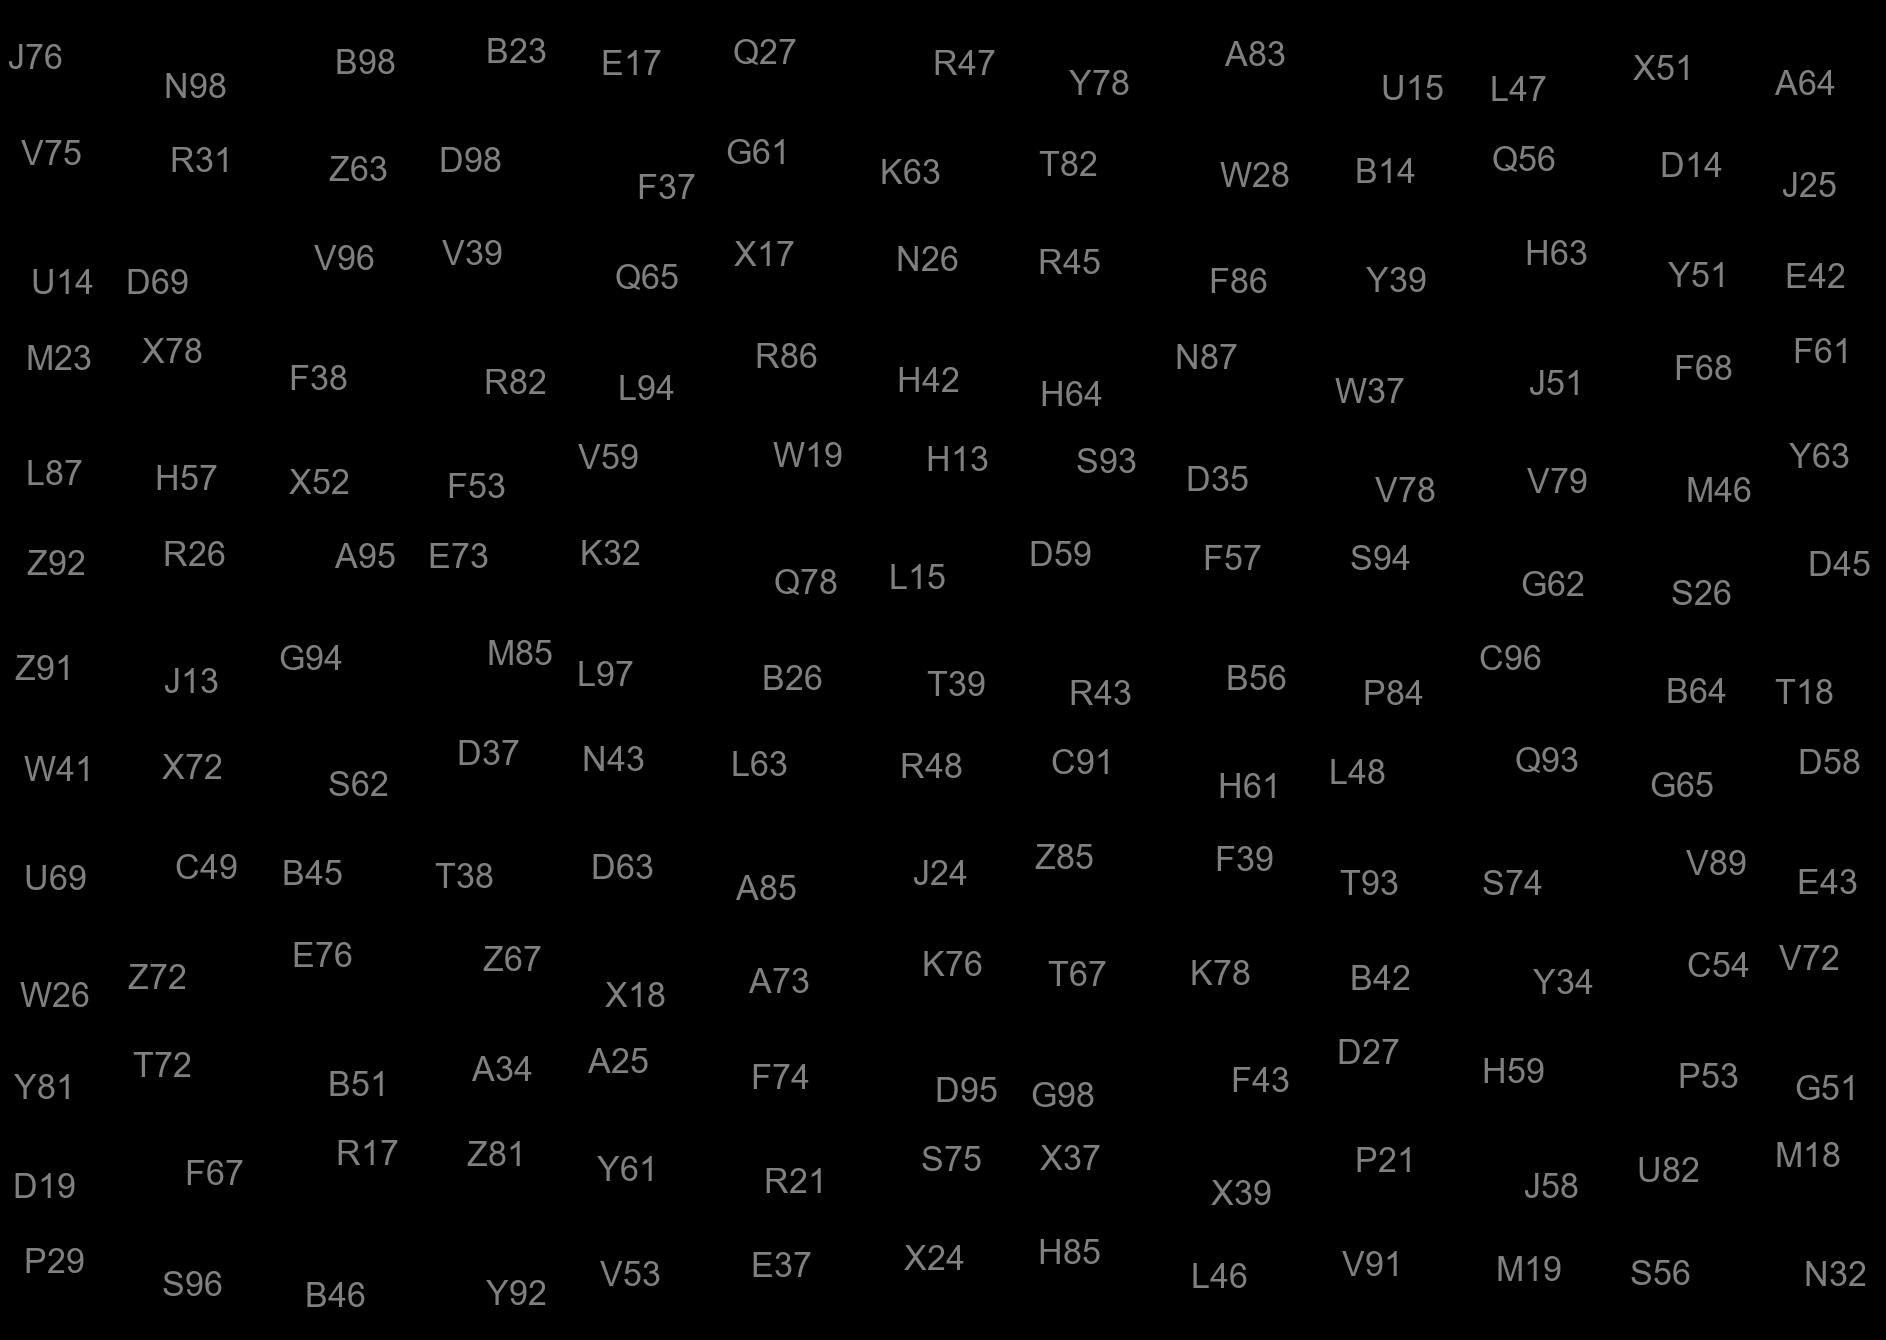 J76 N98 B98 B23 E17 Q27 R47 Y78 A83 U15 L47 X51 A64
V75 R31 Z63 D98 F37 G61 K63 T82 W28 B14 Q56 D14 J25
U14 D69 V96 V39 Q65 X17 N26 R45 F86 Y39 H63 Y51 E42
M23 X78 F38 R82 L94 R86 H42 H64 N87 W37 J51 F68 F61
L87 H57 X52 F53 V59 W19 H13 S93 D35 V78 V79 M46 Y63
Z92 R26 A95 E73 K32 Q78 L15 D59 F57 S94 G62 S26 D45
Z91 J13 G94 M85 L97 B26 T39 R43 B56 P84 C96 B64 T18
W41 X72 S62 D37 N43 L63 R48 C91 H61 L48 Q93 G65 D58
U69 C49 B45 T38 D63 A85 J24 Z85 F39 T93 S74 V89 E43
W26 Z72 E76 Z67 X18 A73 K76 T67 K78 B42 Y34 C54 V72
Y81 T72 B51 A34 A25 F74 D95 G98 F43 D27 H59 P53 G51
D19 F67 R17 Z81 Y61 R21 S75 X37 X39 P21 J58 U82 M18
P29 S96 B46 Y92 V53 E37 X24 H85 L46 V91 M19 S56 N32